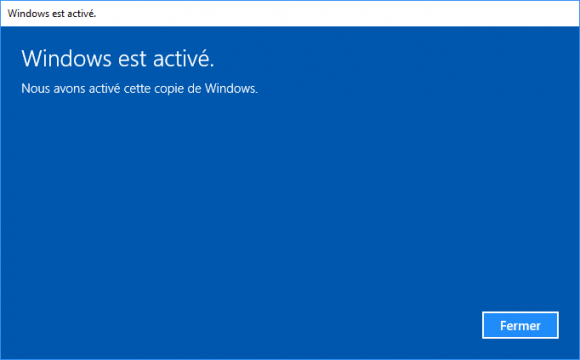 Windows est activé.
Windows est activé.
Nous avons activé cette copie de Windows.
Fermer